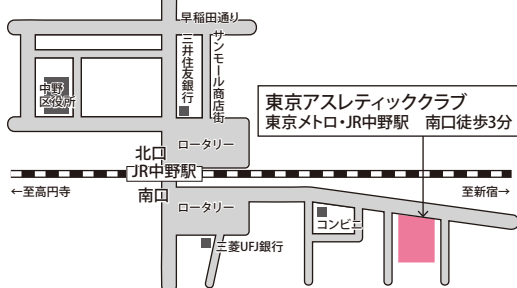 早稲田通り
三井住友銀行
サンモール商店街
中野
区役所
東京アスレティッククラブ
東京メトロ・JR中野駅　南口徒歩3分
ロータリー
北口
JR中野駅
←至高円寺
至新宿→
南口
ロータリー
コンビニ
三菱UFJ銀行